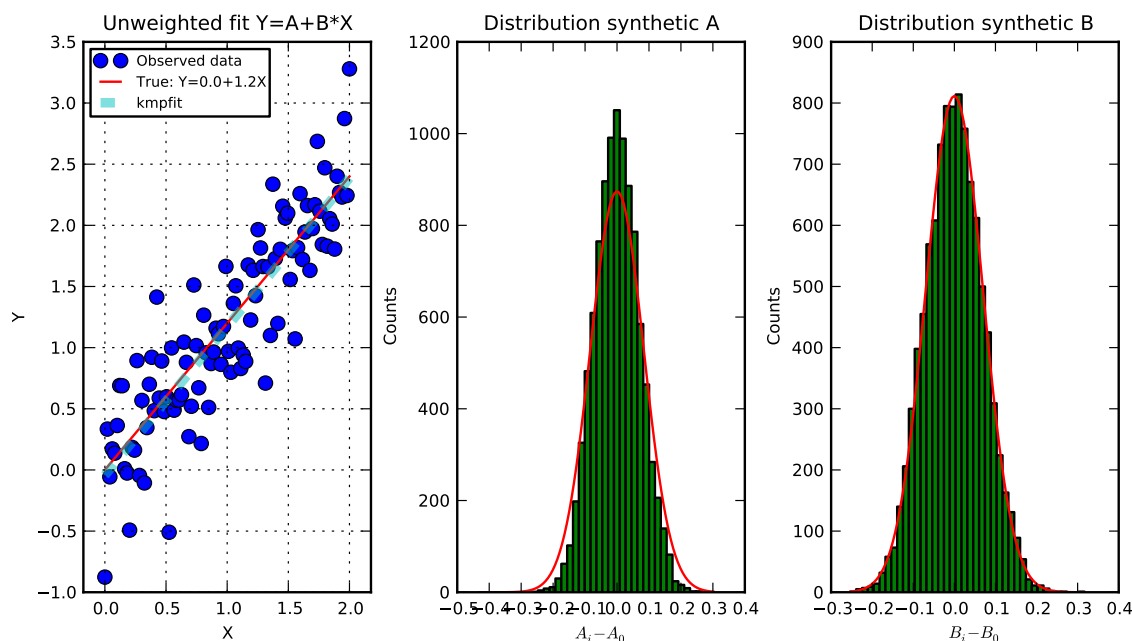 Unweighted fit Y=A+B*X
3.5
3.0
2.5
2.0
1.5
1.0
0.5
0.0
−0.5
−1.0
Y
Observed data
True: Y=0.0+1.2X
kmpfit
0.0 0.5 1.0 1.5 2.0
X
Distribution synthetic A
1200
1000
800
600
400
200
0
Counts
−0.5 −0.4 −0.3 −0.2 −0.1 0.0 0.1 0.2 0.3 0.4
A_i − A_0
Distribution synthetic B
900
800
700
600
500
400
300
200
100
0
Counts
−0.3 −0.2 −0.1 0.0 0.1 0.2 0.3 0.4
B_i − B_0